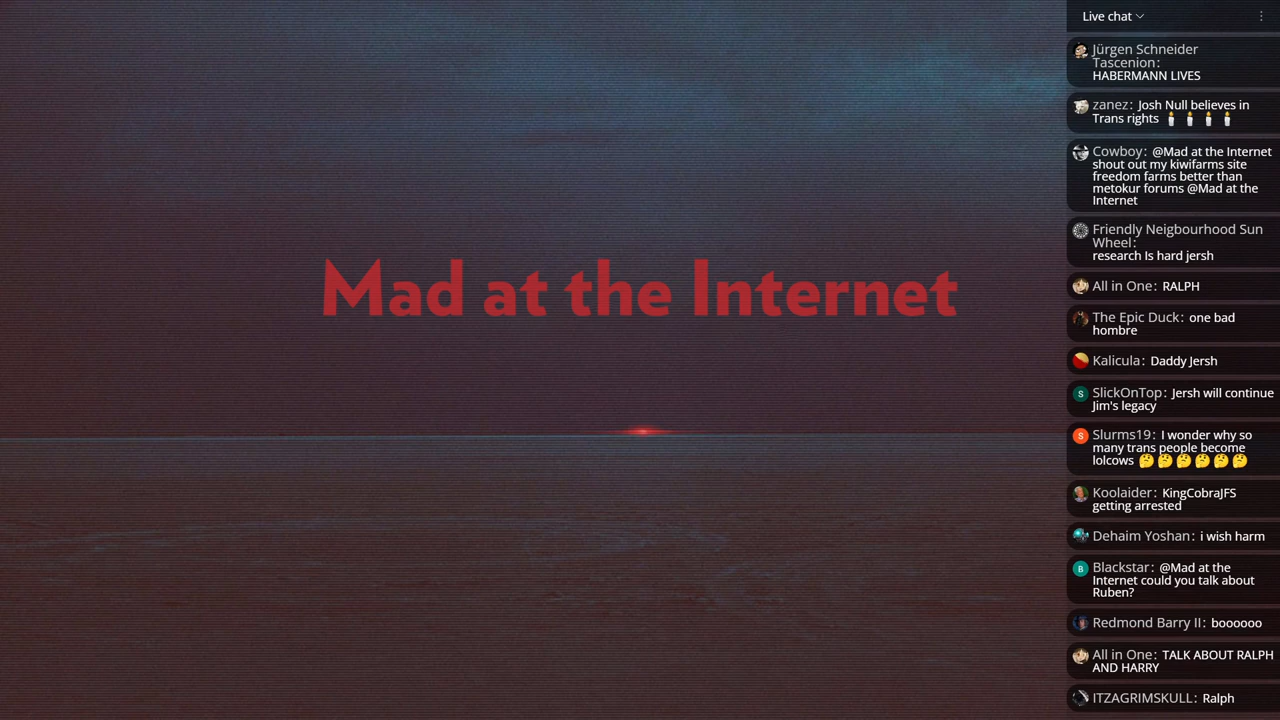 Mad at the Internet
Live chat
Jürgen Schneider
Tascenion:
HABERMANN LIVES
zanez: Josh Null believes in
Trans rights 🕯️ 🕯️ 🕯️ 🕯️
Cowboy: @Mad at the Internet
shout out my kiwifarms site
freedom farms better than
metokur forums @Mad at the
Internet
Friendly Neigbourhood Sun
Wheel:
research Is hard jersh
All in One: RALPH
The Epic Duck: one bad
hombre
Kalicula: Daddy Jersh
S
SlickOnTop: Jersh will continue
Jim's legacy
S
Slurms19: I wonder why so
many trans people become
lolcows 🤔🤔🤔🤔🤔🤔
Koolaider: KingCobraJFS
getting arrested
Dehaim Yoshan: i wish harm
B
Blackstar: @Mad at the
Internet could you talk about
Ruben?
Redmond Barry II: boooooo
All in One: TALK ABOUT RALPH
AND HARRY
ITZAGRIMSKULL: Ralph